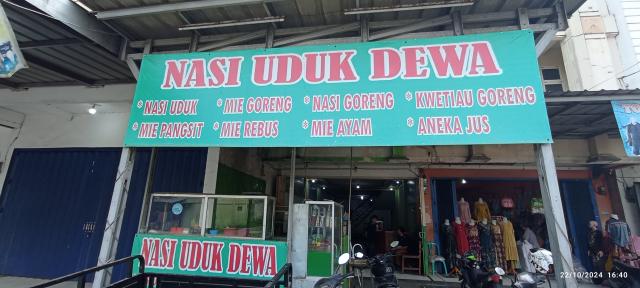 NASI UDUK DEWA
* NASI UDUK * MIE GORENG * NASI GORENG * KWETIAU GORENG
* MIE PANGSIT * MIE REBUS * MIE AYAM * ANEKA JUS
NASI UDUK DEWA
22/10/2024 16:40